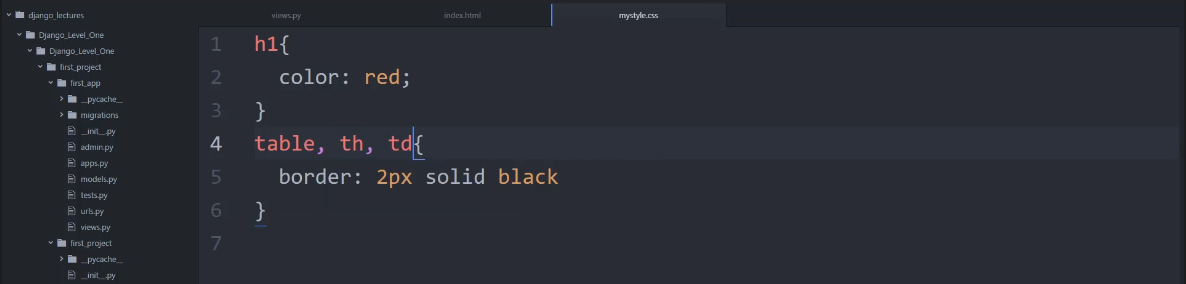 django_lectures
Django_Level_One
Django_Level_One
first_project
first_app
__pycache__
migrations
__init__.py
admin.py
apps.py
models.py
tests.py
urls.py
views.py
first_project
__pycache__
__init__.py
views.py index.html mystyle.css
1 h1{
2 color: red;
3 }
4 table, th, td{
5 border: 2px solid black
6 }
7